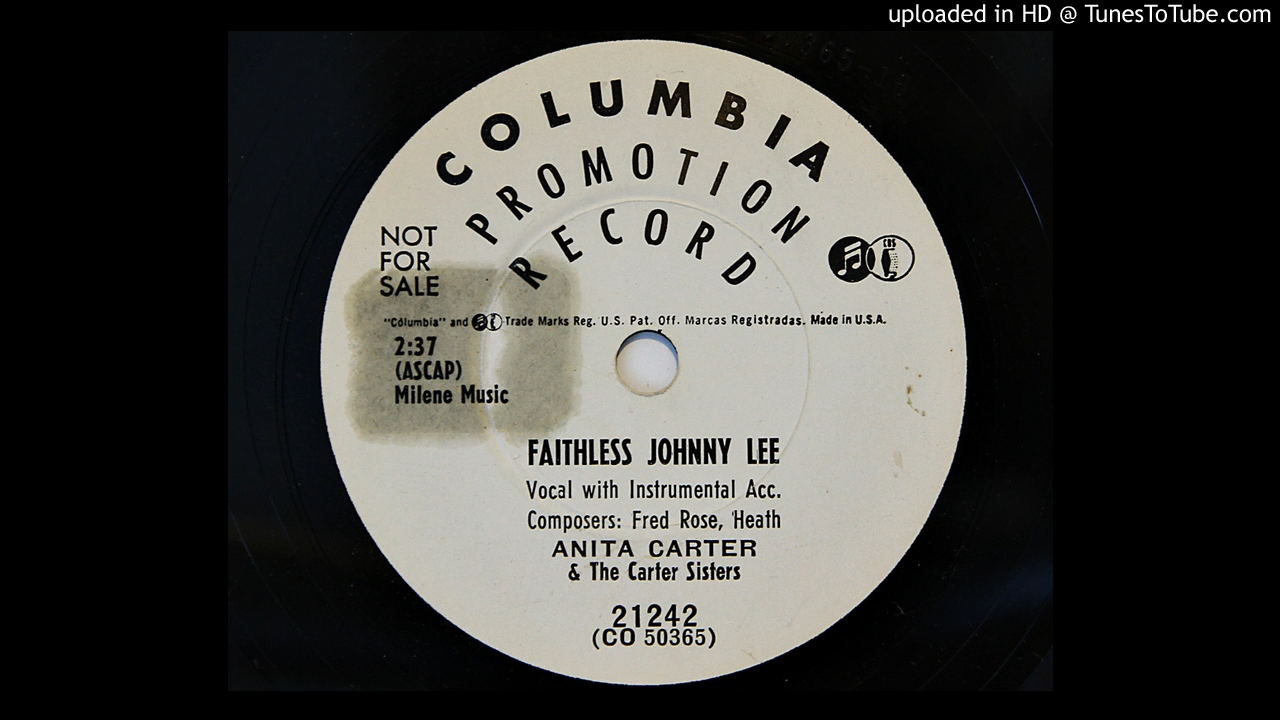 uploaded in HD @ TunesToTube.com
COLUMBIA
PROMOTION
RECORD
NOT
FOR
SALE
CBS
"Columbia" and Trade Marks Reg. U.S. Pat. Off. Marcas Registradas. Made in U.S.A.
2:37
(ASCAP)
Milene Music
FAITHLESS JOHNNY LEE
Vocal with Instrumental Acc.
Composers: Fred Rose, Heath
ANITA CARTER
& The Carter Sisters
21242
(CO 50365)